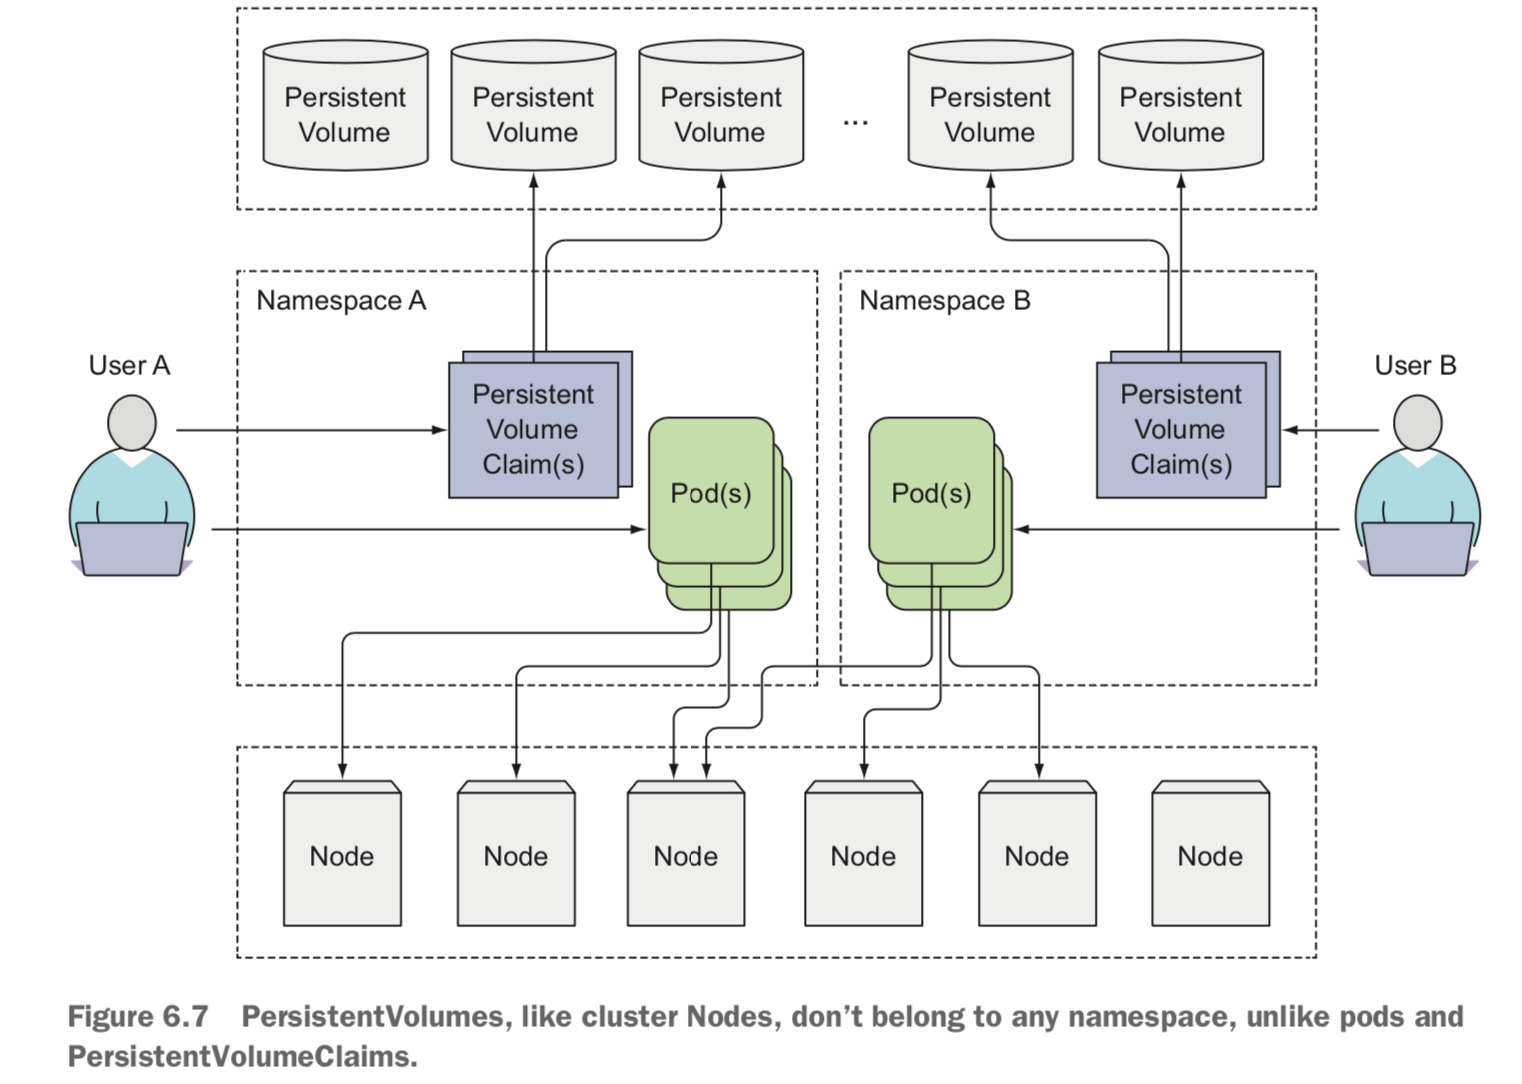 Persistent
Volume
Persistent
Volume
Persistent
Volume
...
Persistent
Volume
Persistent
Volume
Namespace A
Namespace B
User A
User B
Persistent
Volume
Claim(s)
Pod(s)
Pod(s)
Persistent
Volume
Claim(s)
Node
Node
Node
Node
Node
Node
Figure 6.7 PersistentVolumes, like cluster Nodes, don’t belong to any namespace, unlike pods and
PersistentVolumeClaims.